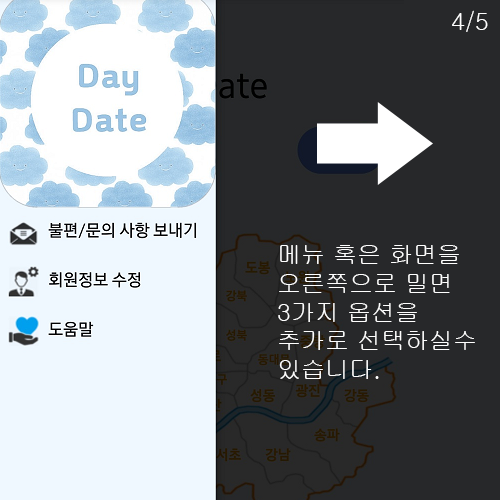 4/5
Day
Date
ate
불편/문의 사항 보내기
회원정보 수정
도움말
메뉴 혹은 화면을
오른쪽으로 밀면
3가지 옵션을
추가로 선택하실수
있습니다.
도봉
강북
성북
동대문
구
성동
광진
강동
송파
서초
강남